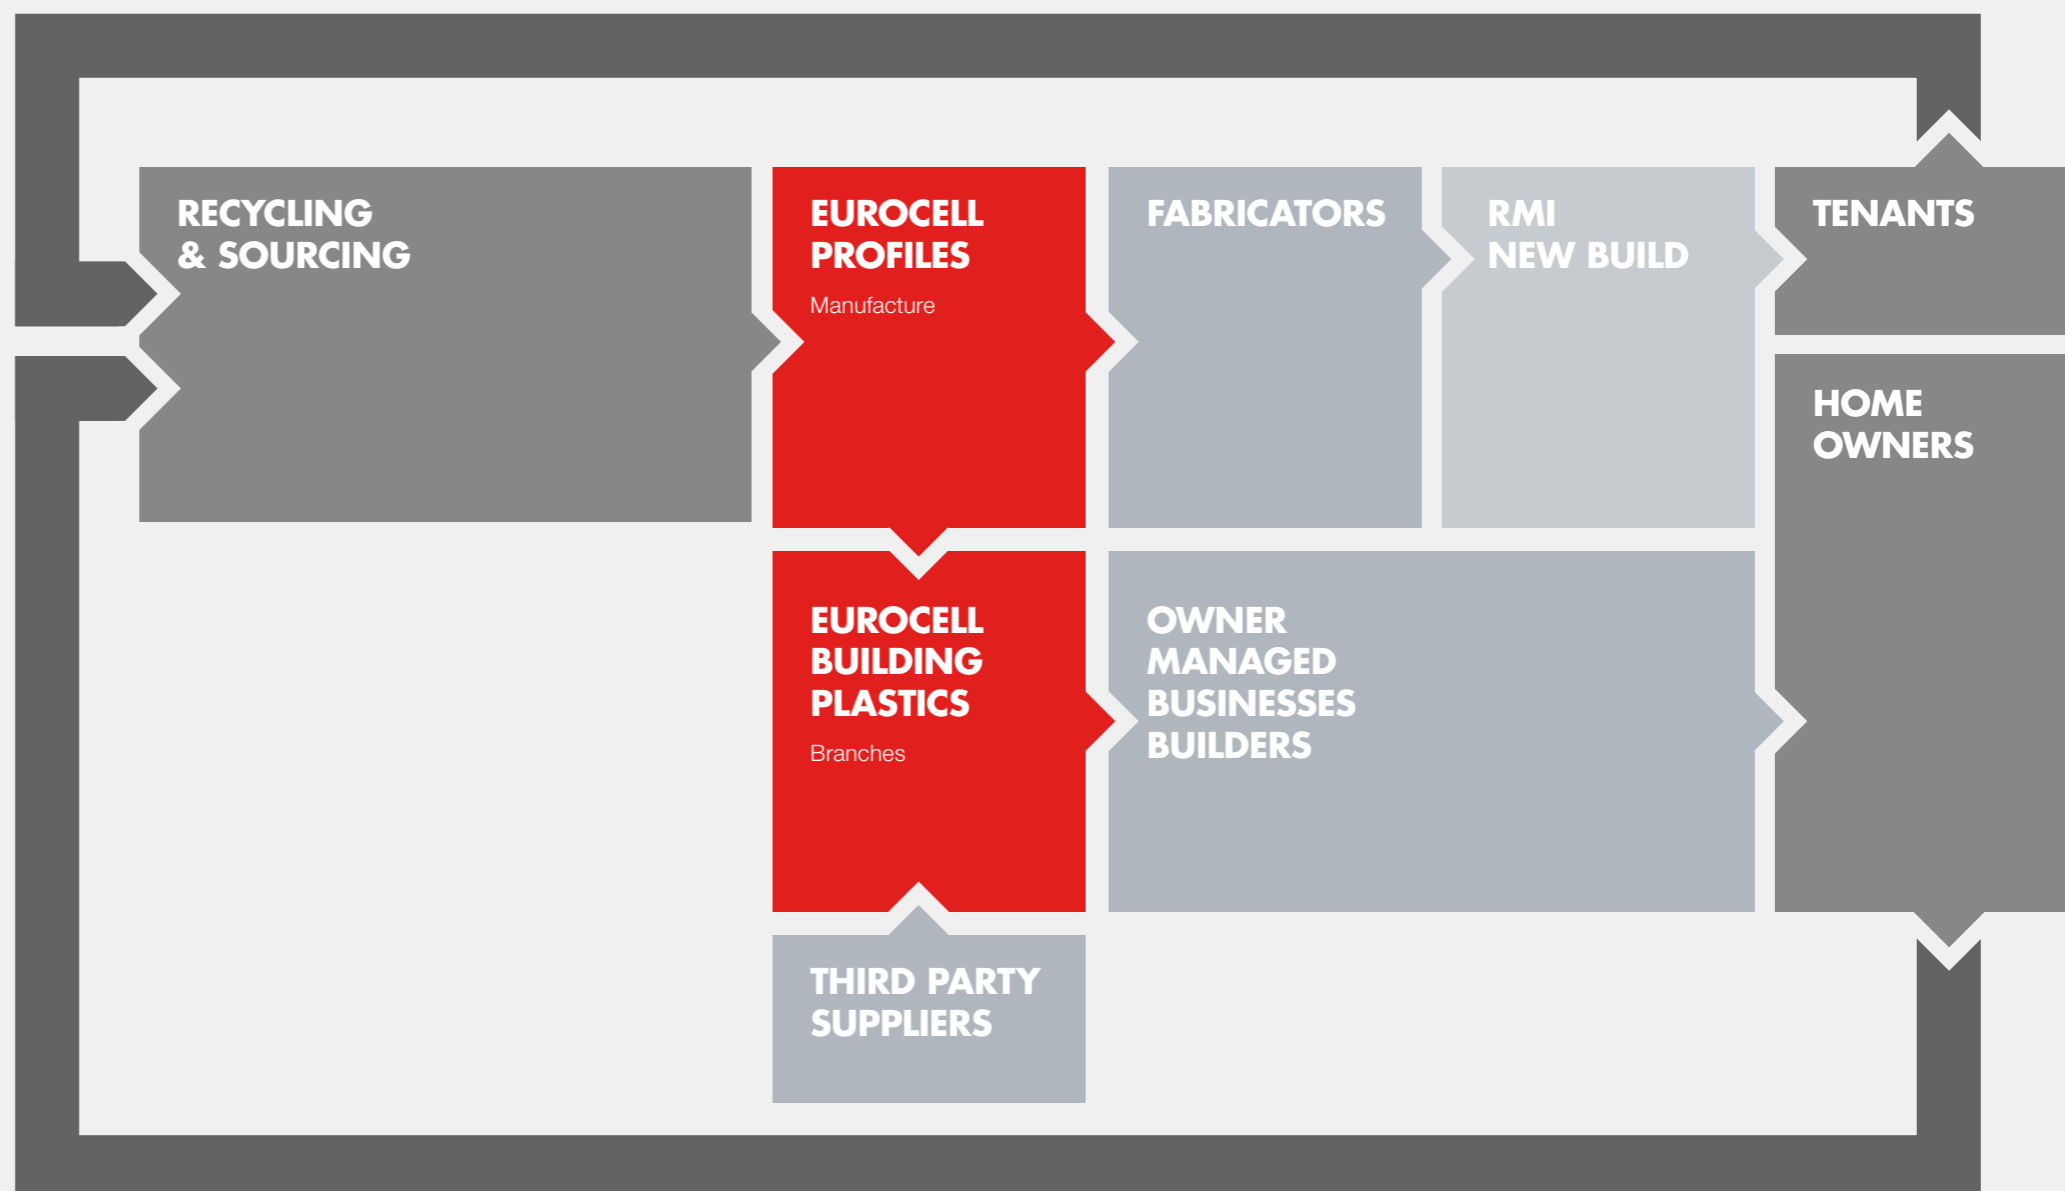 RECYCLING
& SOURCING
EUROCELL
PROFILES
Manufacture
FABRICATORS
RMI
NEW BUILD
TENANTS
HOME
OWNERS
EUROCELL
BUILDING
PLASTICS
Branches
OWNER
MANAGED
BUSINESSES
BUILDERS
THIRD PARTY
SUPPLIERS